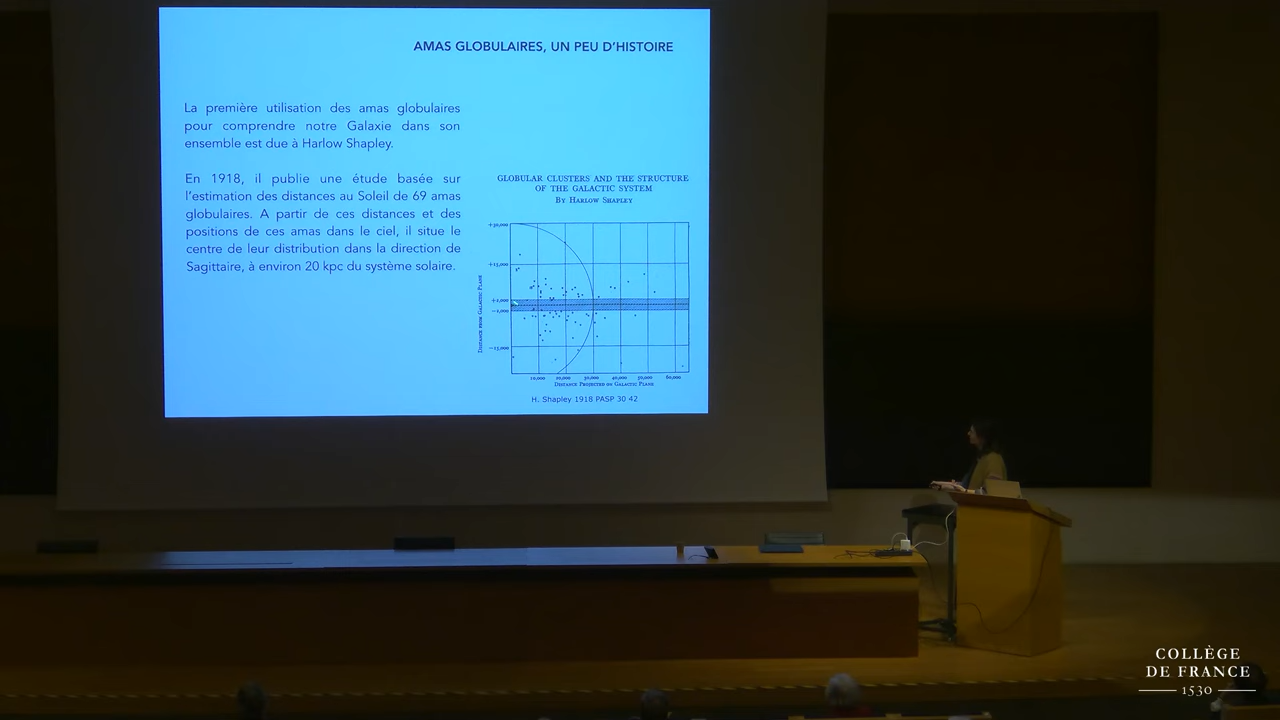 AMAS GLOBULAIRES, UN PEU D'HISTOIRE
La première utilisation des amas globulaires
pour comprendre notre Galaxie dans son
ensemble est due à Harlow Shapley.
En 1918, il publie une étude basée sur
l'estimation des distances au Soleil de 69 amas
globulaires. A partir de ces distances et des
positions de ces amas dans le ciel, il situe le
centre de leur distribution dans la direction de
Sagittaire, à environ 20 kpc du système solaire.
GLOBULAR CLUSTERS AND THE STRUCTURE
OF THE GALACTIC SYSTEM
BY HARLOW SHAPLEY
DISTANCE FROM GALACTIC PLANE
+30,000
+15,000
+2,000
-2,000
-15,000
10,000 20,000 30,000 40,000 50,000 60,000
DISTANCE PROJECTED ON GALACTIC PLANE
H. Shapley 1918 PASP 30 42
COLLÈGE
DE FRANCE
1530